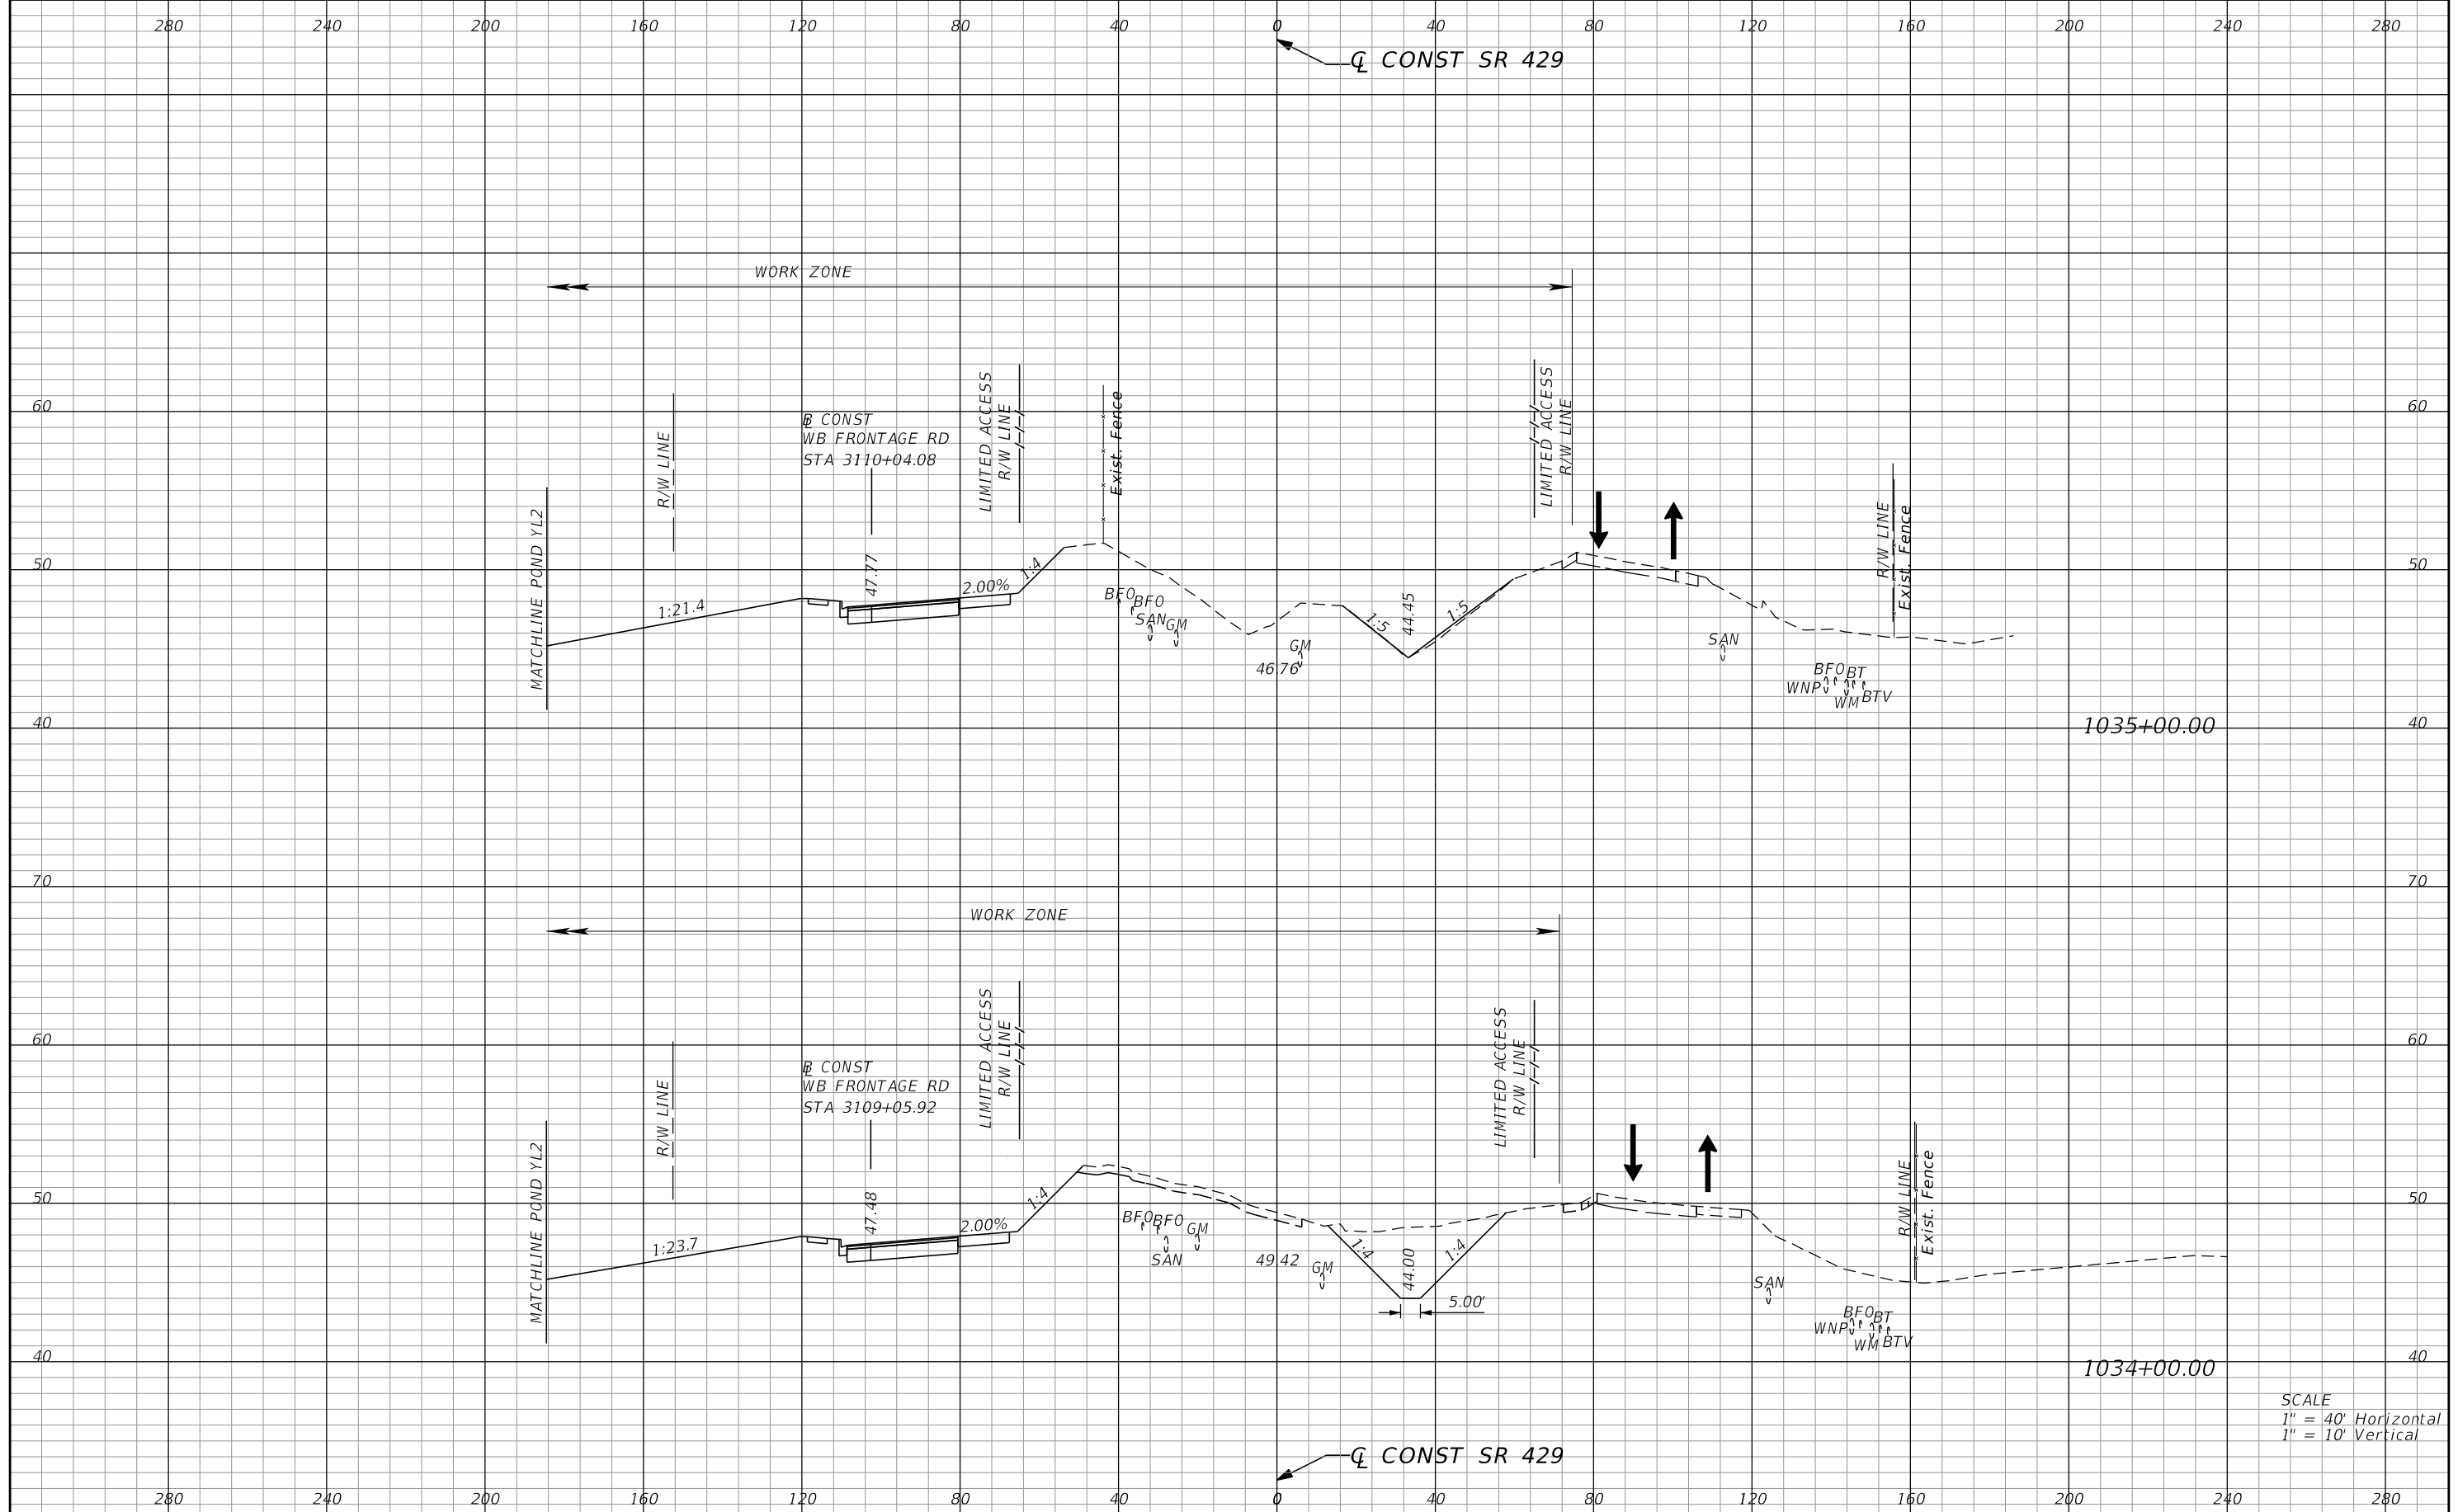 280 240 200 160 120 80 40 0 40 80 120 160 200 240 280
℄ CONST SR 429
WORK ZONE
60 60
MATCHLINE POND YL2
R/W LINE
B̵L CONST
WB FRONTAGE RD
STA 3110+04.08
LIMITED ACCESS
R/W LINE
Exist. Fence
LIMITED ACCESS
R/W LINE
R/W LINE
Exist. Fence
50 50
1:21.4
47.77
2.00%
1:4
BFO
BFO
SAN
GM
GM
46.76
1:5
44.45
1:5
SAN
BFO
BT
WNP
WM
BTV
40 40
1035+00.00
70 70
WORK ZONE
60 60
MATCHLINE POND YL2
R/W LINE
B̵L CONST
WB FRONTAGE RD
STA 3109+05.92
LIMITED ACCESS
R/W LINE
LIMITED ACCESS
R/W LINE
R/W LINE
Exist. Fence
50 50
1:23.7
47.48
2.00%
1:4
BFO
BFO
GM
SAN
49.42
GM
1:4
44.00
1:4
5.00'
SAN
BFO
BT
WNP
WM
BTV
40 40
1034+00.00
SCALE
1" = 40' Horizontal
1" = 10' Vertical
℄ CONST SR 429
280 240 200 160 120 80 40 0 40 80 120 160 200 240 280